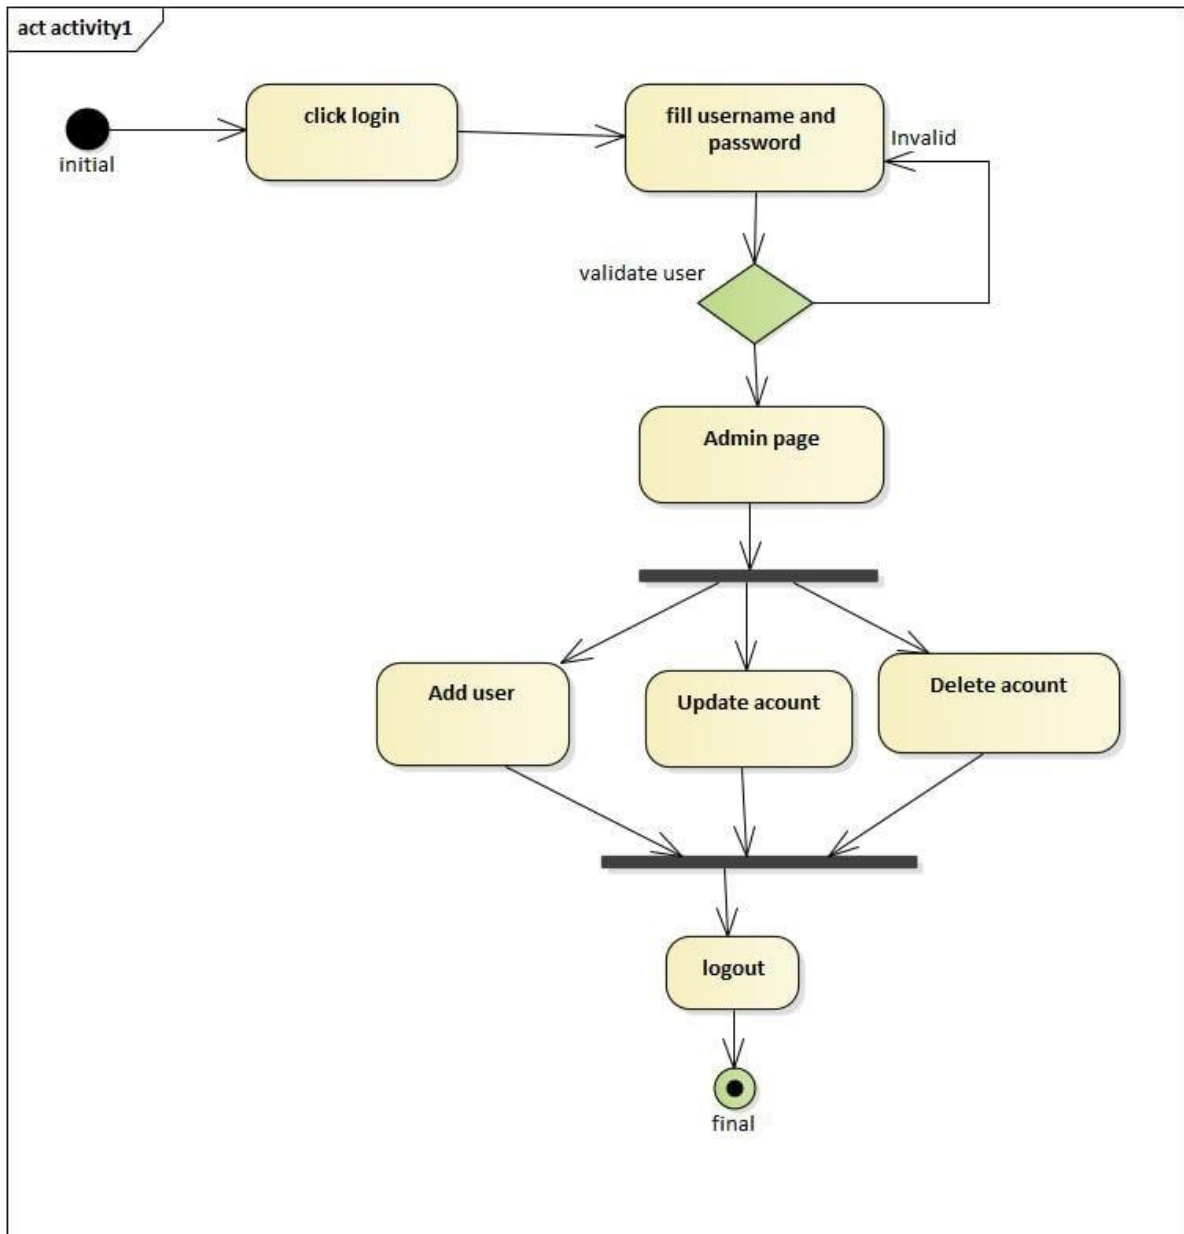 act activity1
click login
fill username and
password
Invalid
initial
validate user
Admin page
Add user
Update acount
Delete acount
logout
final